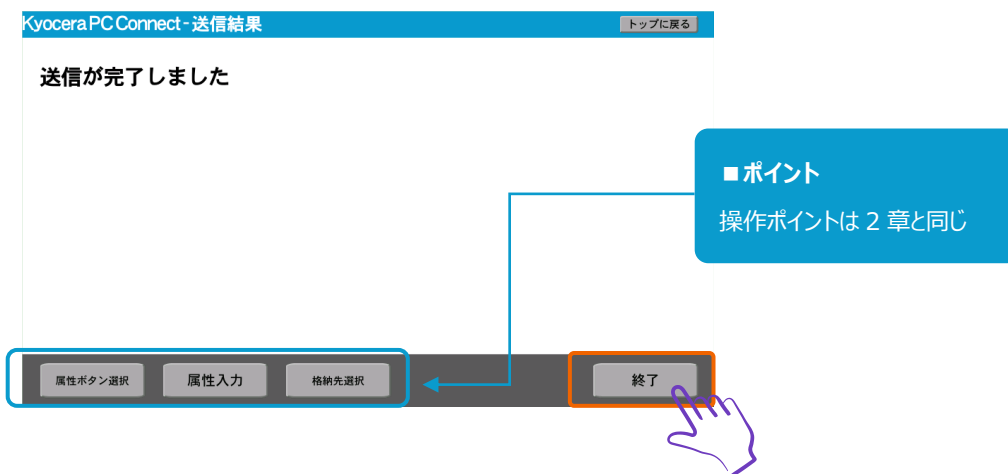 Kyocera PC Connect - 送信結果
トップに戻る
送信が完了しました
■ポイント
操作ポイントは 2 章と同じ
属性ボタン選択
属性入力
格納先選択
終了